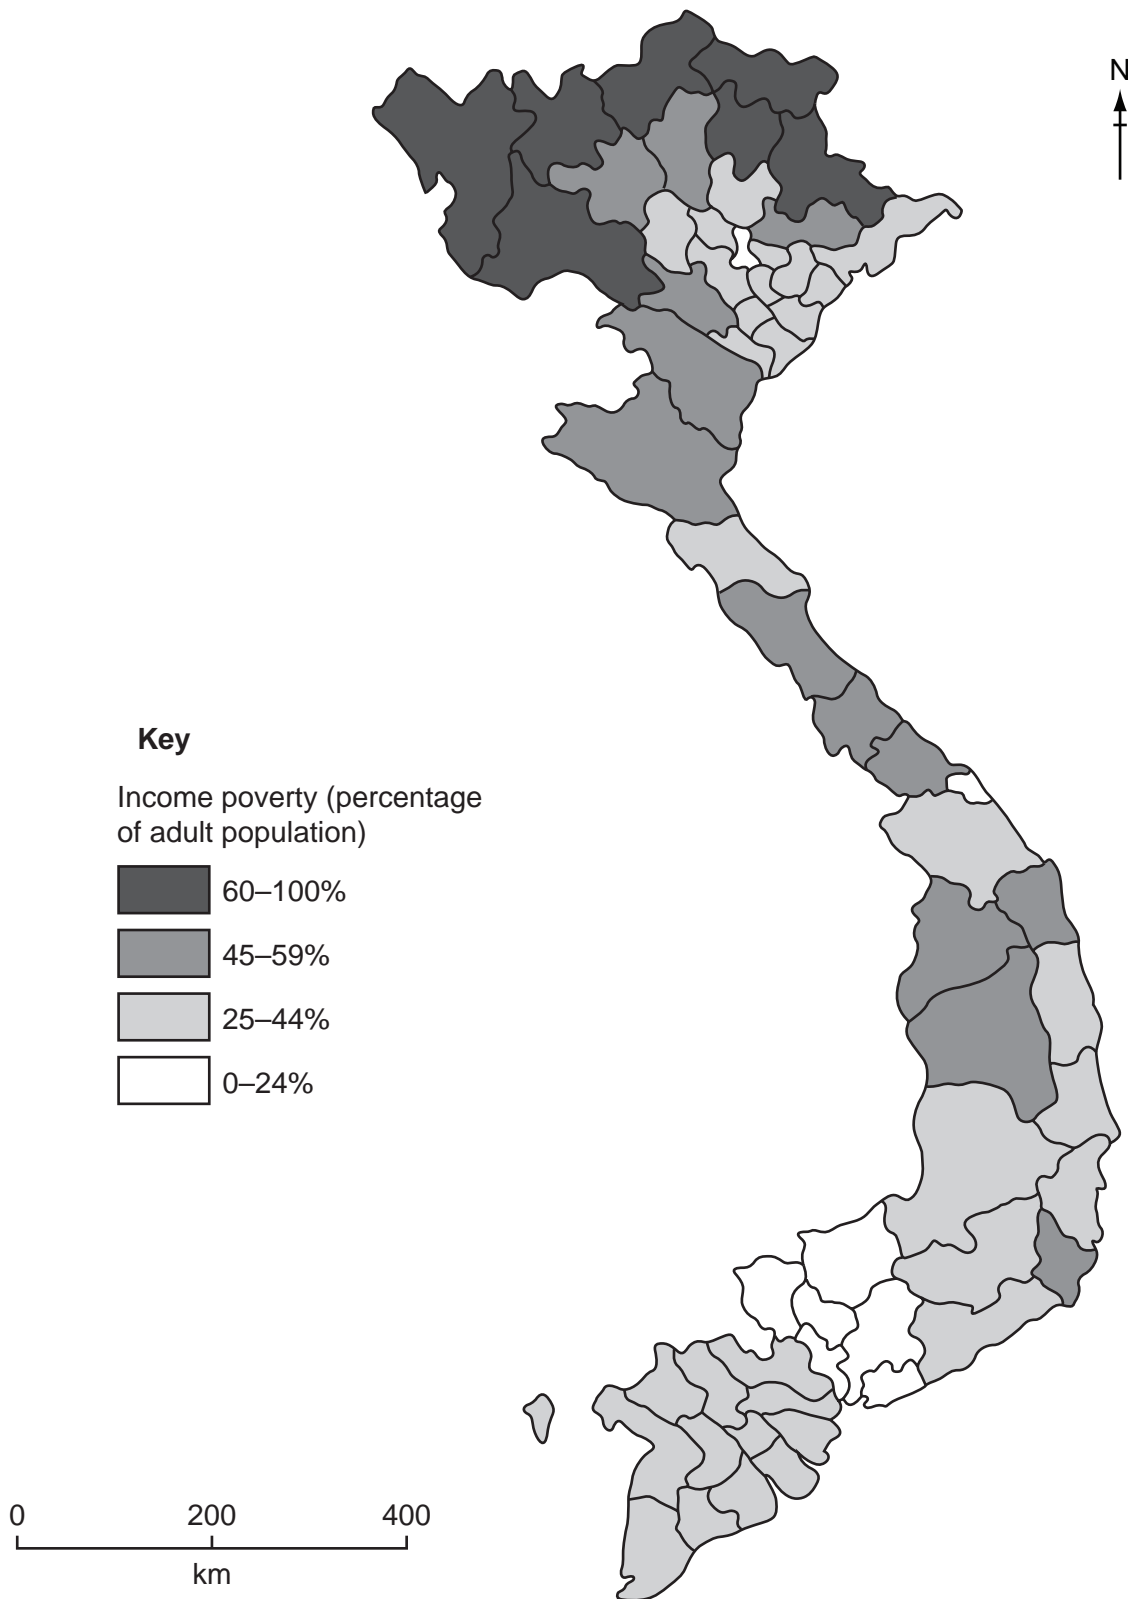 N
Key
Income poverty (percentage
of adult population)
60–100%
45–59%
25–44%
0–24%
0 200 400
km